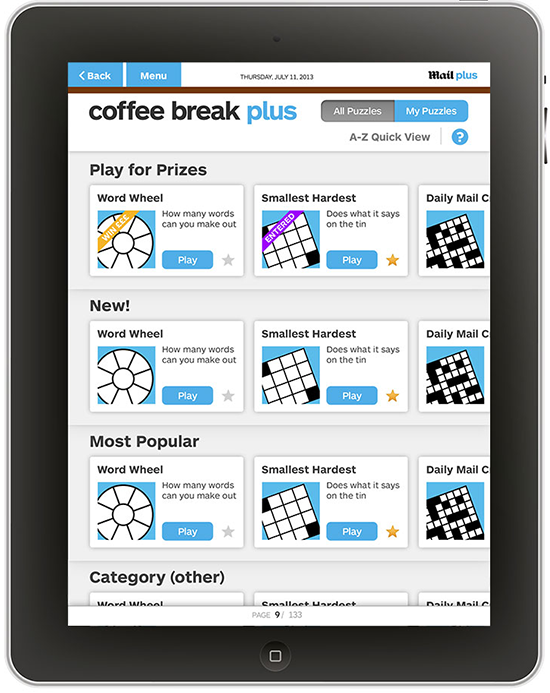 Back Menu THURSDAY, JULY 11, 2013 Mail plus
coffee break plus All Puzzles My Puzzles
A-Z Quick View ?
Play for Prizes
Word Wheel Smallest Hardest Daily Mail C
How many words Does what it says
can you make out on the tin
WIN £££ ENTERED
Play Play
New!
Word Wheel Smallest Hardest Daily Mail C
How many words Does what it says
can you make out on the tin
Play Play
Most Popular
Word Wheel Smallest Hardest Daily Mail C
How many words Does what it says
can you make out on the tin
Play Play
Category (other)
Word Wheel Smallest Hardest Daily Mail C
PAGE 9 / 133